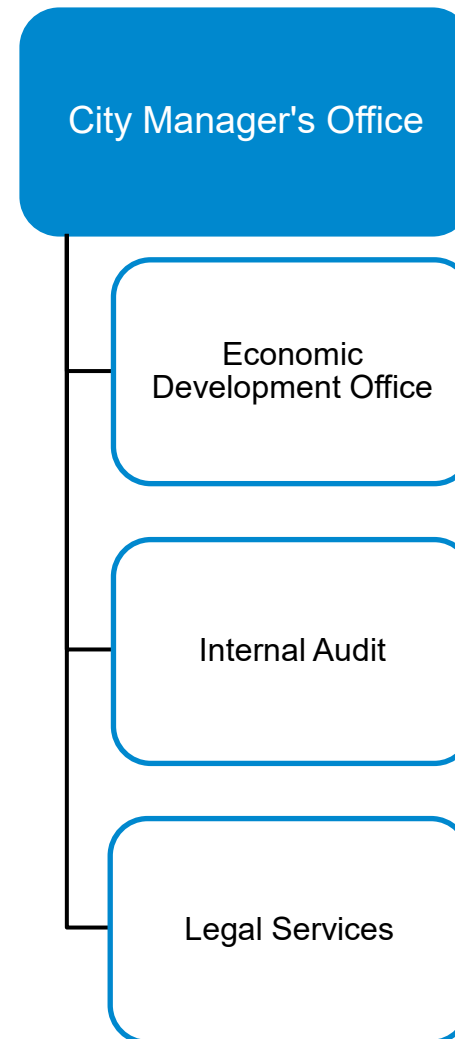 City Manager's Office
Economic
Development Office
Internal Audit
Legal Services